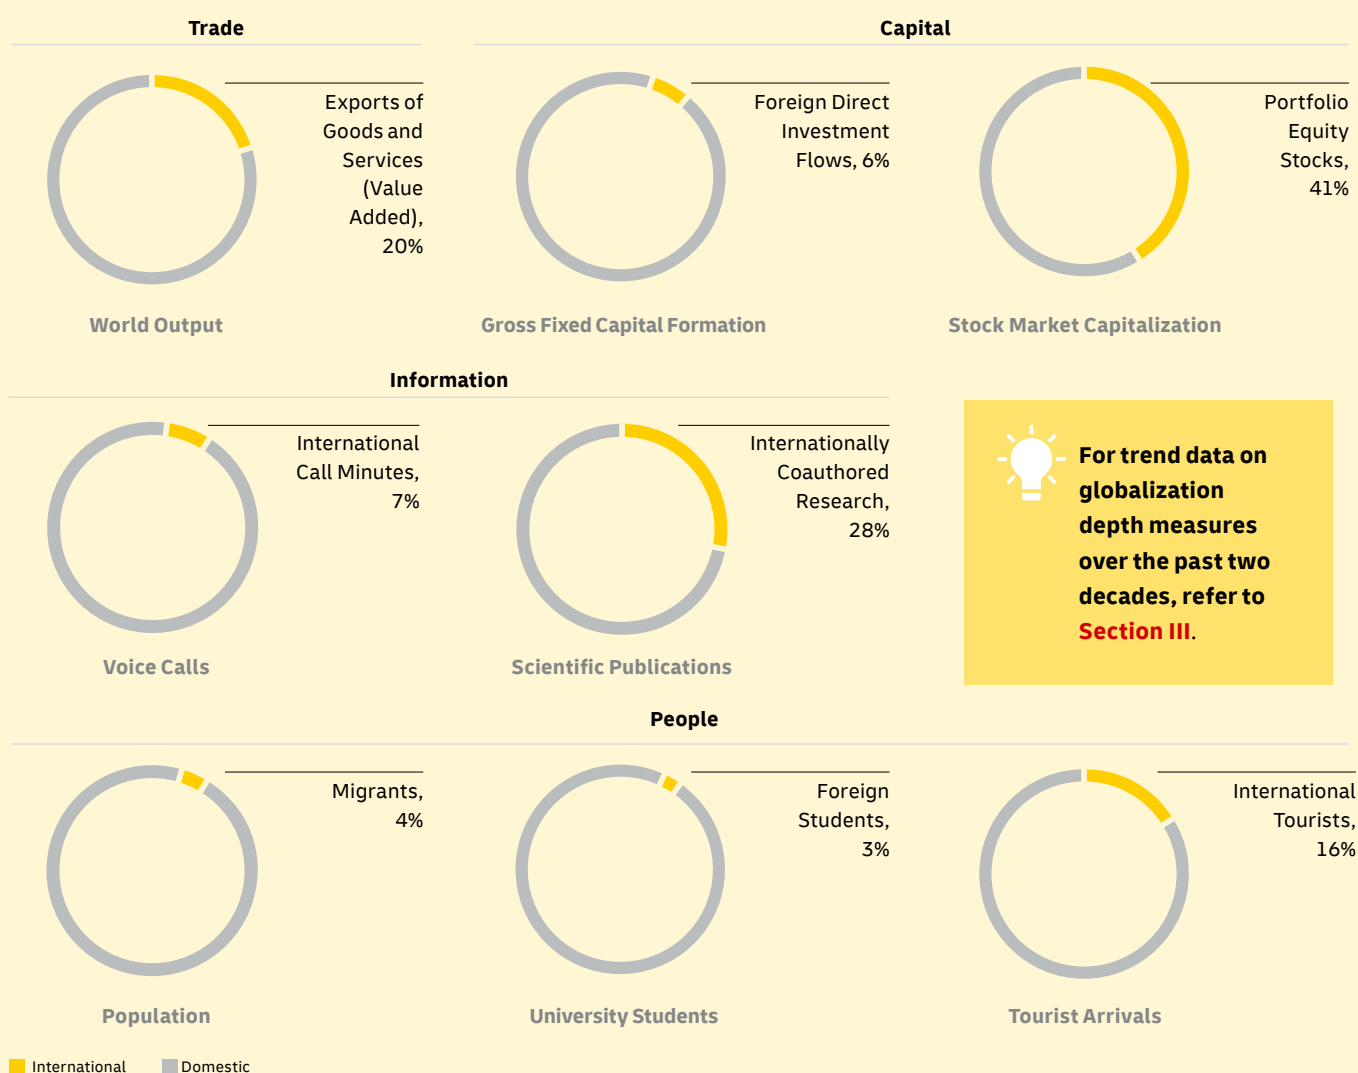 Trade
Capital
Exports of
Goods and
Services
(Value
Added),
20%
World Output
Foreign Direct
Investment
Flows, 6%
Gross Fixed Capital Formation
Portfolio
Equity
Stocks,
41%
Stock Market Capitalization
Information
International
Call Minutes,
7%
Voice Calls
Internationally
Coauthored
Research,
28%
Scientific Publications
For trend data on
globalization
depth measures
over the past two
decades, refer to
Section III.
People
Migrants,
4%
Population
Foreign
Students,
3%
University Students
International
Tourists,
16%
Tourist Arrivals
International
Domestic